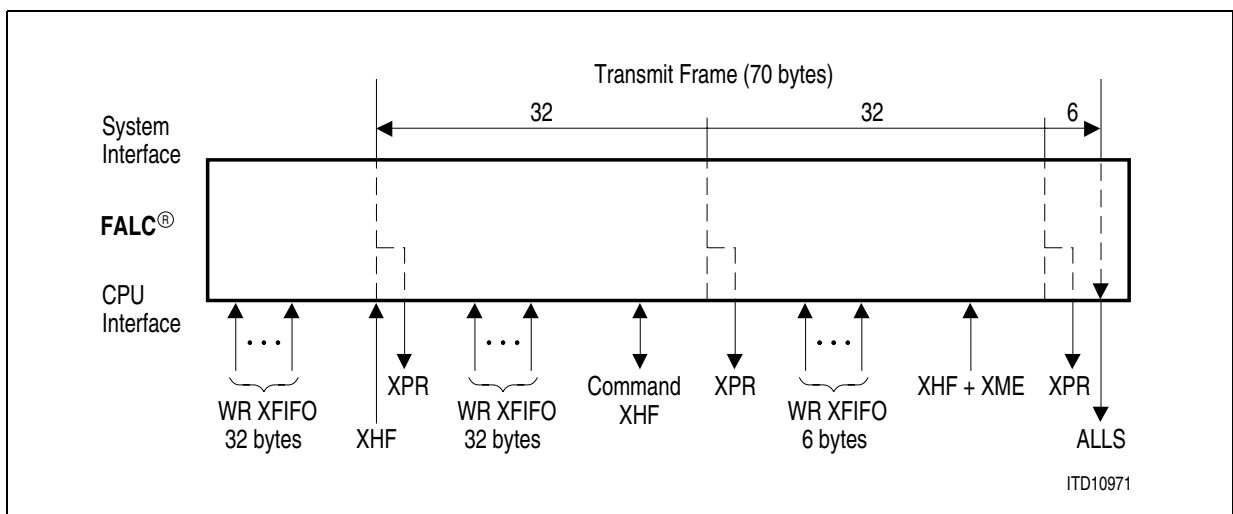 Transmit Frame (70 bytes)
32
32
6
System
Interface
FALC®
CPU
Interface
• • •
• • •
• • •
XPR
Command
XHF
XPR
XHF + XME
XPR
WR XFIFO
32 bytes
XHF
WR XFIFO
32 bytes
WR XFIFO
6 bytes
ALLS
ITD10971